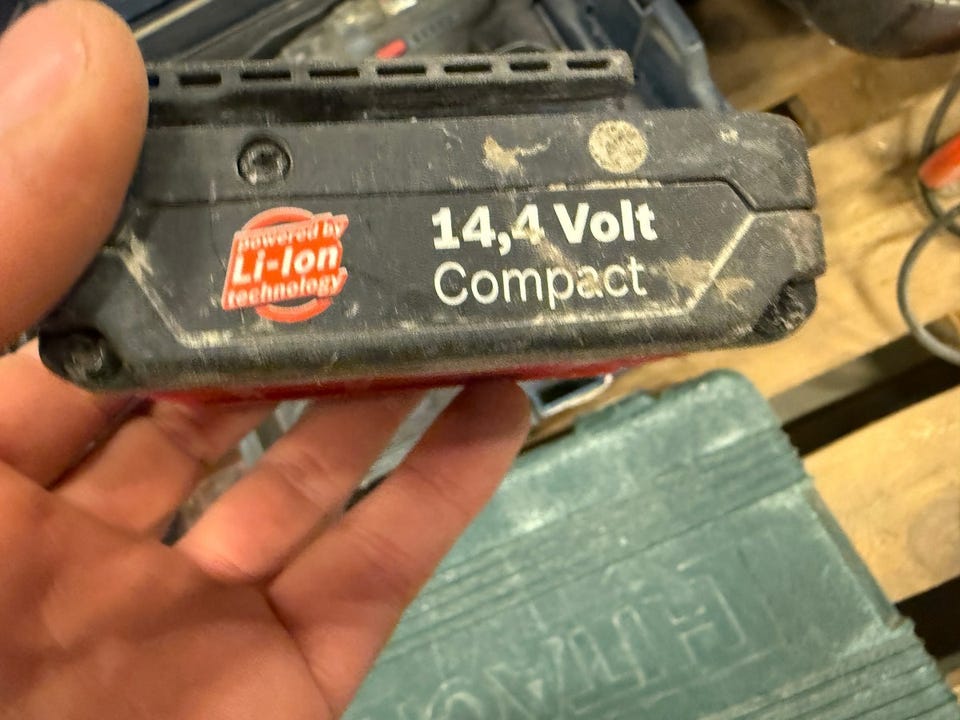 powered by
Li-Ion
technology
14,4 Volt
Compact